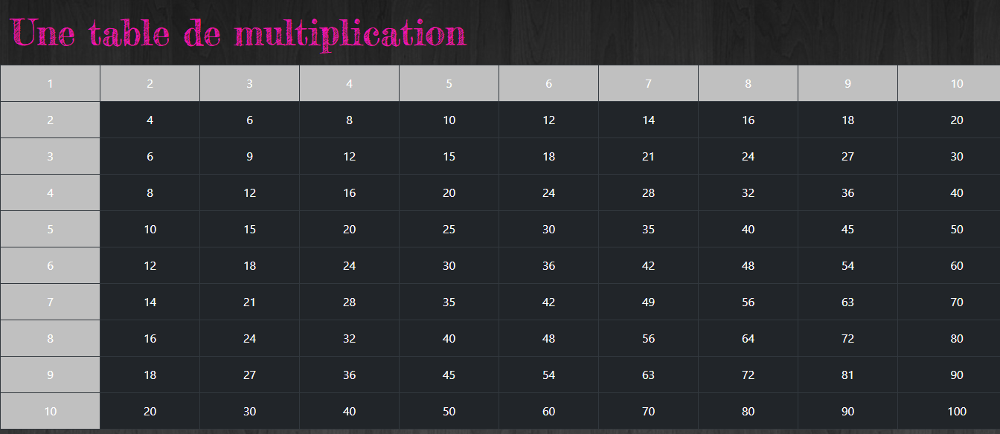 Une table de multiplication
1 2 3 4 5 6 7 8 9 10
2 4 6 8 10 12 14 16 18 20
3 6 9 12 15 18 21 24 27 30
4 8 12 16 20 24 28 32 36 40
5 10 15 20 25 30 35 40 45 50
6 12 18 24 30 36 42 48 54 60
7 14 21 28 35 42 49 56 63 70
8 16 24 32 40 48 56 64 72 80
9 18 27 36 45 54 63 72 81 90
10 20 30 40 50 60 70 80 90 100